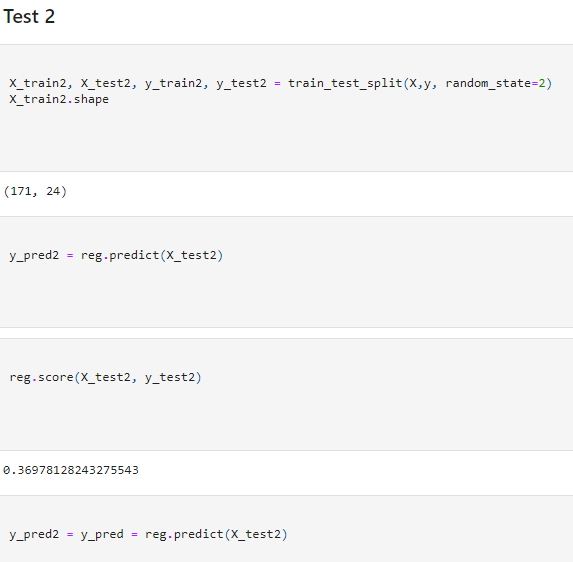 Test 2
X_train2, X_test2, y_train2, y_test2 = train_test_split(X,y, random_state=2)
X_train2.shape
(171, 24)
y_pred2 = reg.predict(X_test2)
reg.score(X_test2, y_test2)
0.36978128243275543
y_pred2 = y_pred = reg.predict(X_test2)